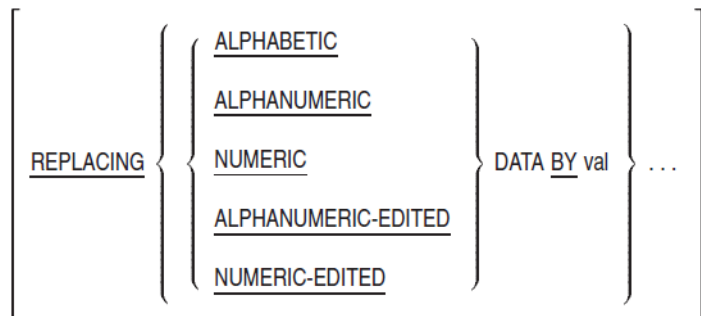 ALPHABETIC
ALPHANUMERIC
REPLACING NUMERIC DATA BY val ...
ALPHANUMERIC-EDITED
NUMERIC-EDITED